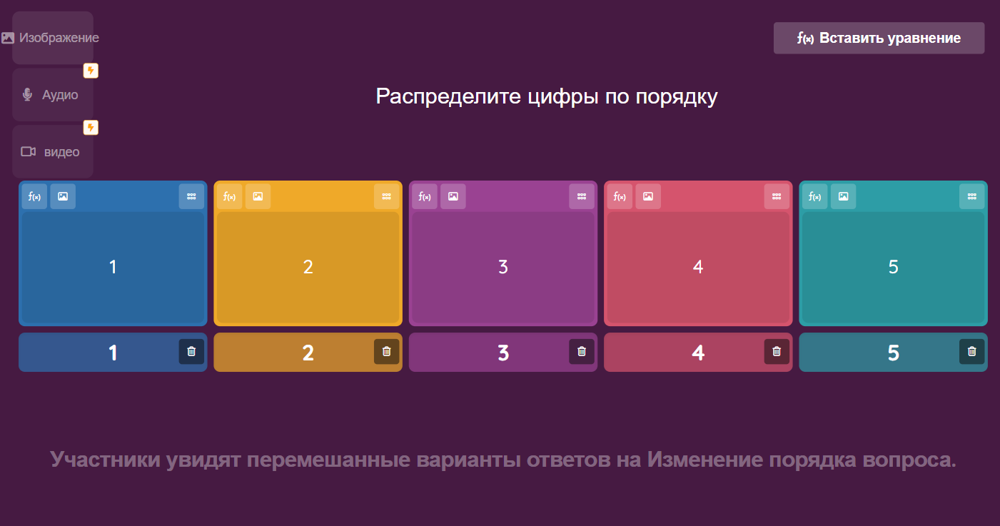 Изображение
f(x) Вставить уравнение
Аудио
Распределите цифры по порядку
видео
f(x) f(x) f(x) f(x) f(x)
1 2 3 4 5
1 2 3 4 5
Участники увидят перемешанные варианты ответов на Изменение порядка вопроса.